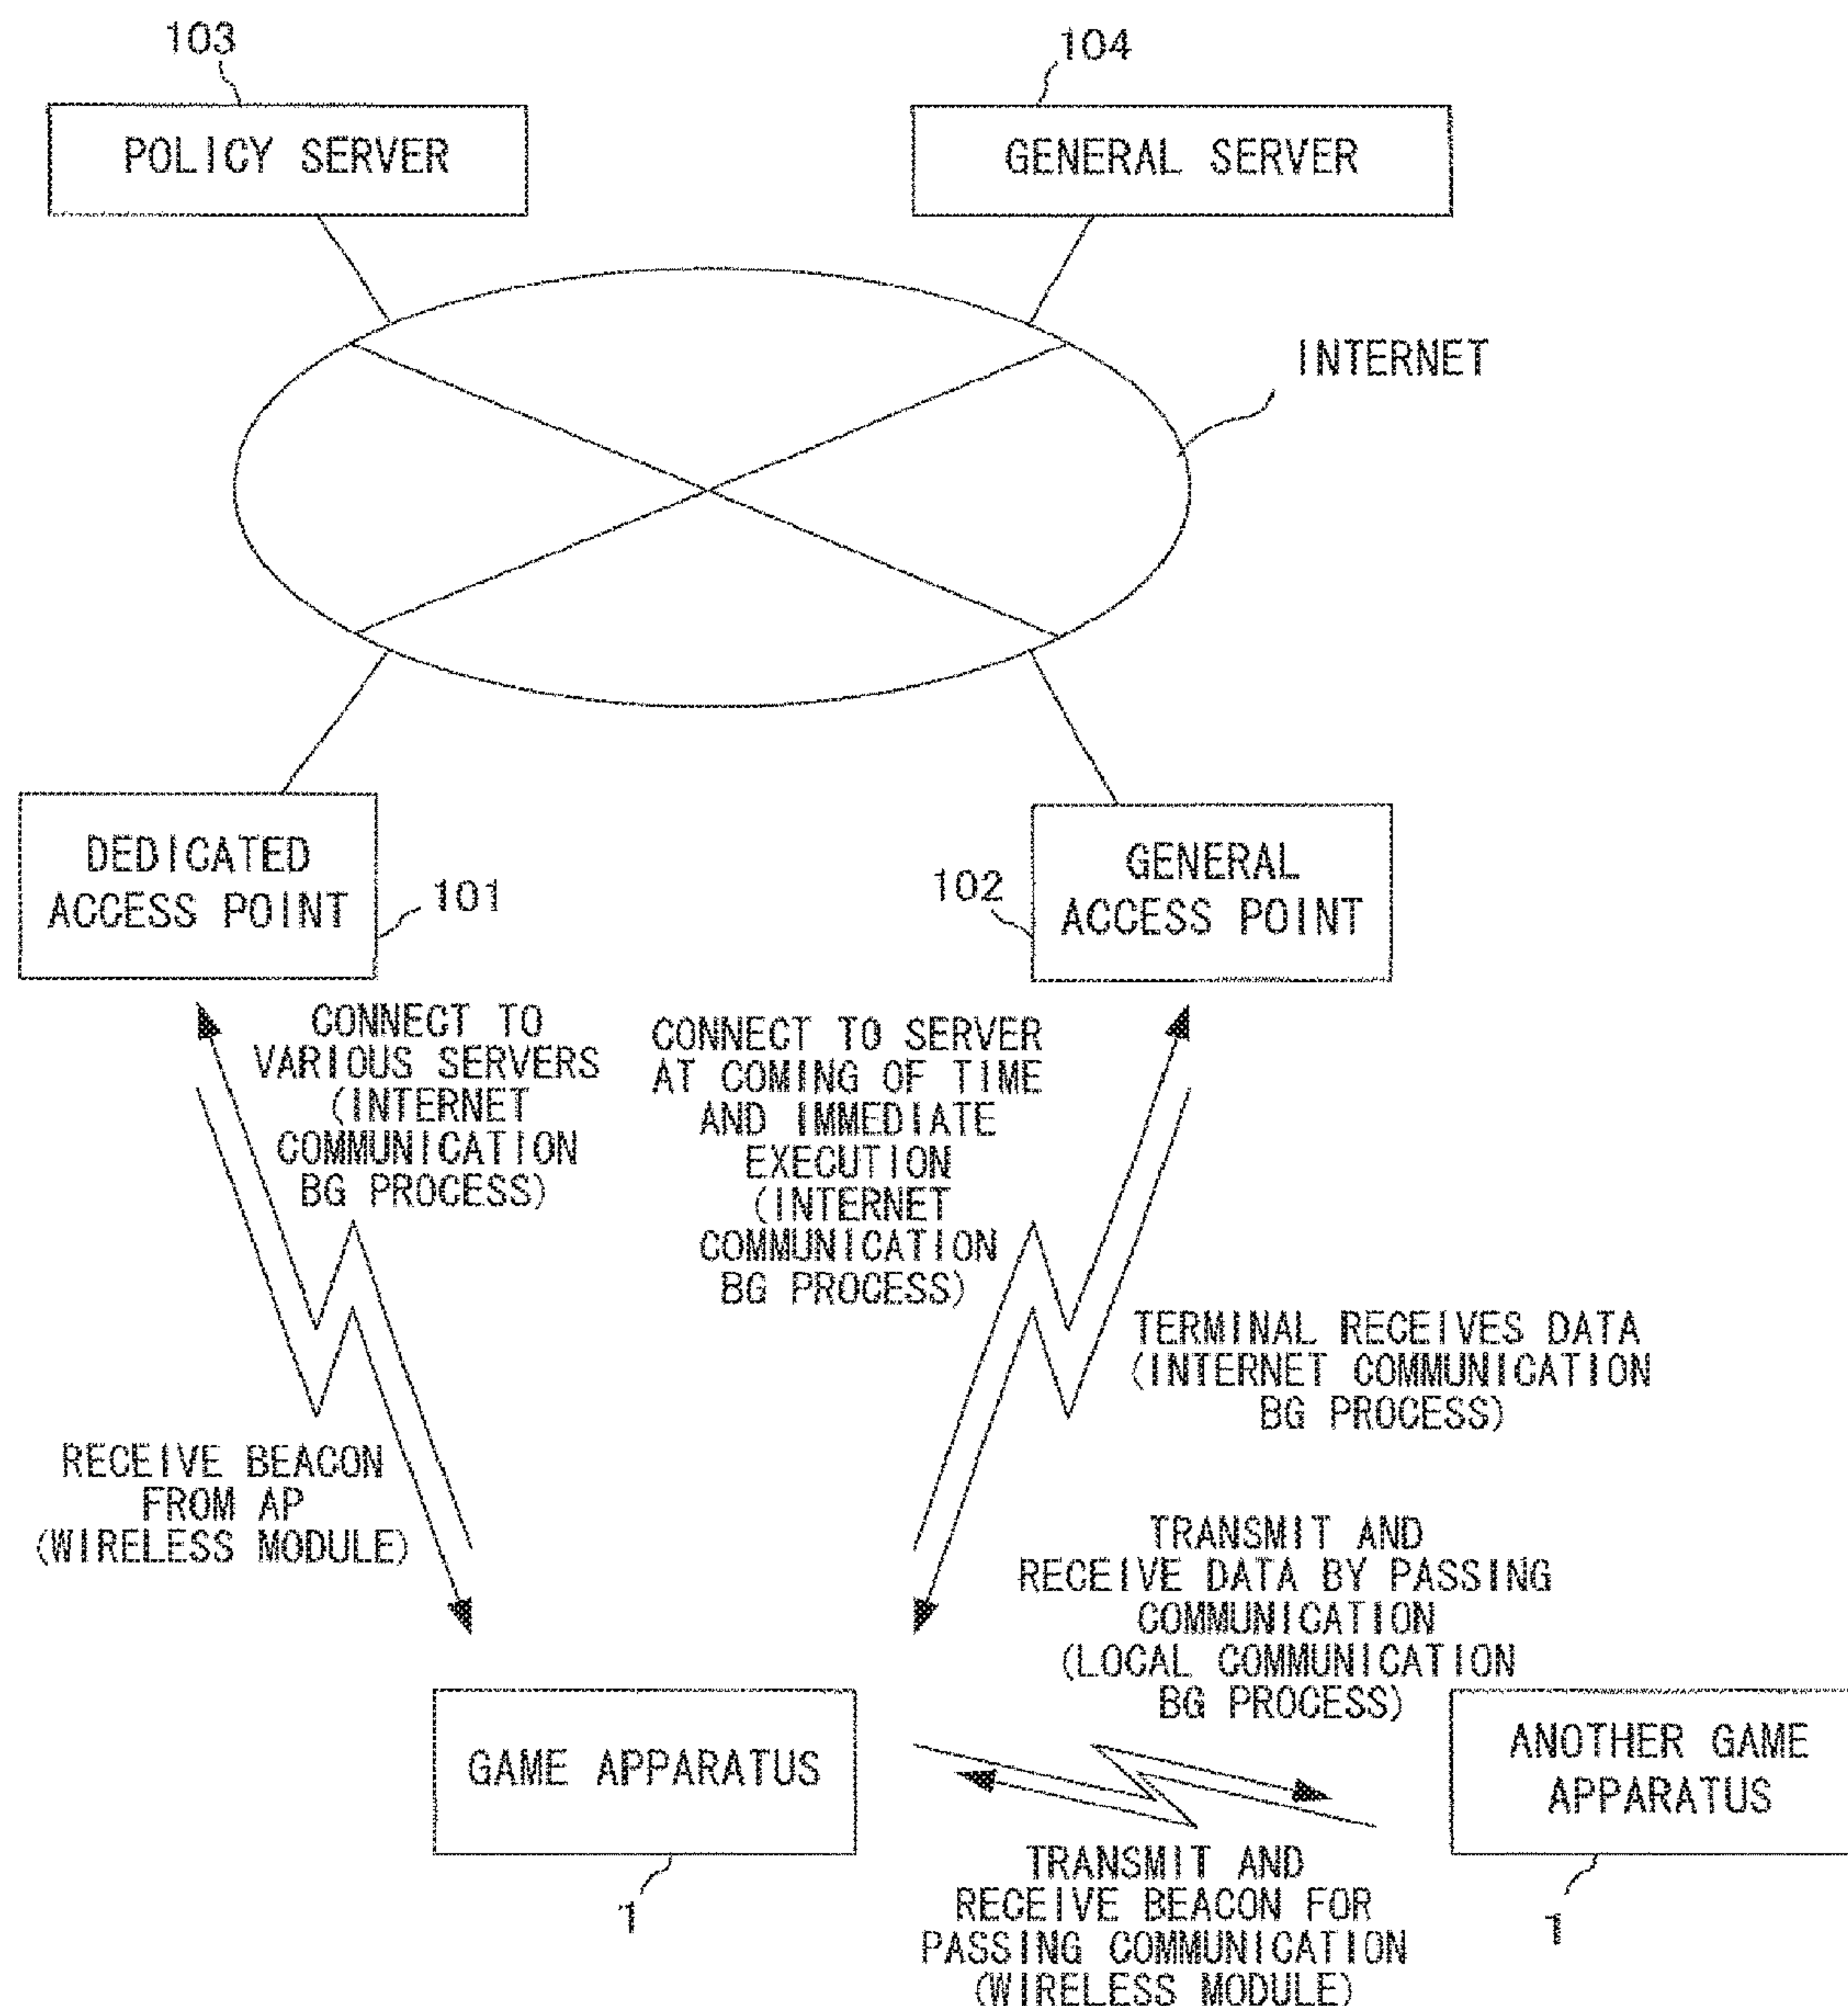 103
104
POLICY SERVER
GENERAL SERVER
INTERNET
DEDICATED
ACCESS POINT
101
102
GENERAL
ACCESS POINT
CONNECT TO
VARIOUS SERVERS
(INTERNET
COMMUNICATION
BG PROCESS)
CONNECT TO SERVER
AT COMING OF TIME
AND IMMEDIATE
EXECUTION
(INTERNET
COMMUNICATION
BG PROCESS)
TERMINAL RECEIVES DATA
(INTERNET COMMUNICATION
BG PROCESS)
RECEIVE BEACON
FROM AP
(WIRELESS MODULE)
TRANSMIT AND
RECEIVE DATA BY PASSING
COMMUNICATION
(LOCAL COMMUNICATION
BG PROCESS)
GAME APPARATUS
ANOTHER GAME
APPARATUS
1
1
TRANSMIT AND
RECEIVE BEACON FOR
PASSING COMMUNICATION
(WIRELESS MODULE)